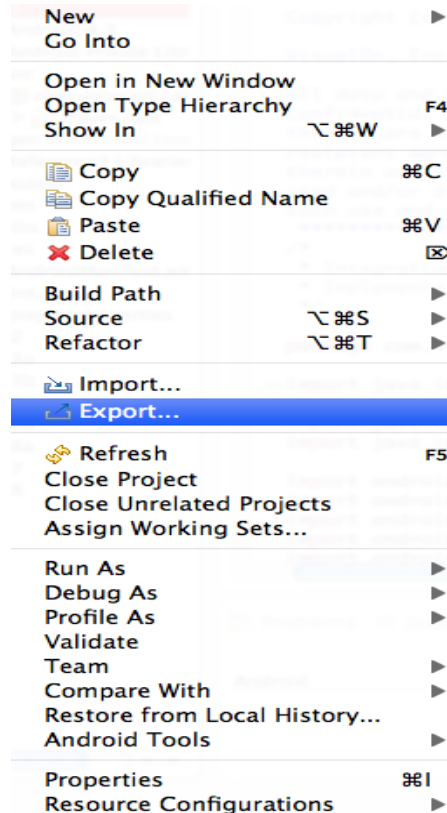 New
Go Into
Open in New Window
Open Type Hierarchy F4
Show In ⌥⌘W
Copy ⌘C
Copy Qualified Name
Paste ⌘V
Delete ⌦
Build Path
Source ⌥⌘S
Refactor ⌥⌘T
Import...
Export...
Refresh F5
Close Project
Close Unrelated Projects
Assign Working Sets...
Run As
Debug As
Profile As
Validate
Team
Compare With
Restore from Local History...
Android Tools
Properties ⌘I
Resource Configurations